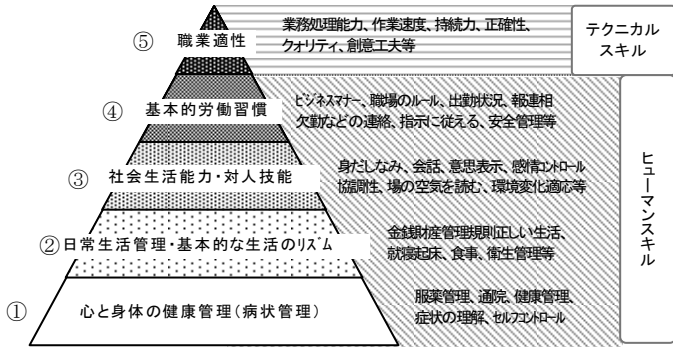 ⑤ 職業適性
業務処理能力、作業速度、持続力、正確性、
クォリティ、創意工夫等
テクニカル
スキル
④ 基本的労働習慣
ビジネスマナー、職場のルール、出勤状況、報連相
欠勤などの連絡、指示に従える、安全管理等
③ 社会生活能力・対人技能
身だしなみ、会話、意思表示、感情コントロール
協調性、場の空気を読む、環境変化適応等
② 日常生活管理・基本的な生活のリズム
金銭財産管理規則正しい生活、
就寝起床、食事、衛生管理等
① 心と身体の健康管理(病状管理)
服薬管理、通院、健康管理、
症状の理解、セルフコントロール
ヒューマンスキル